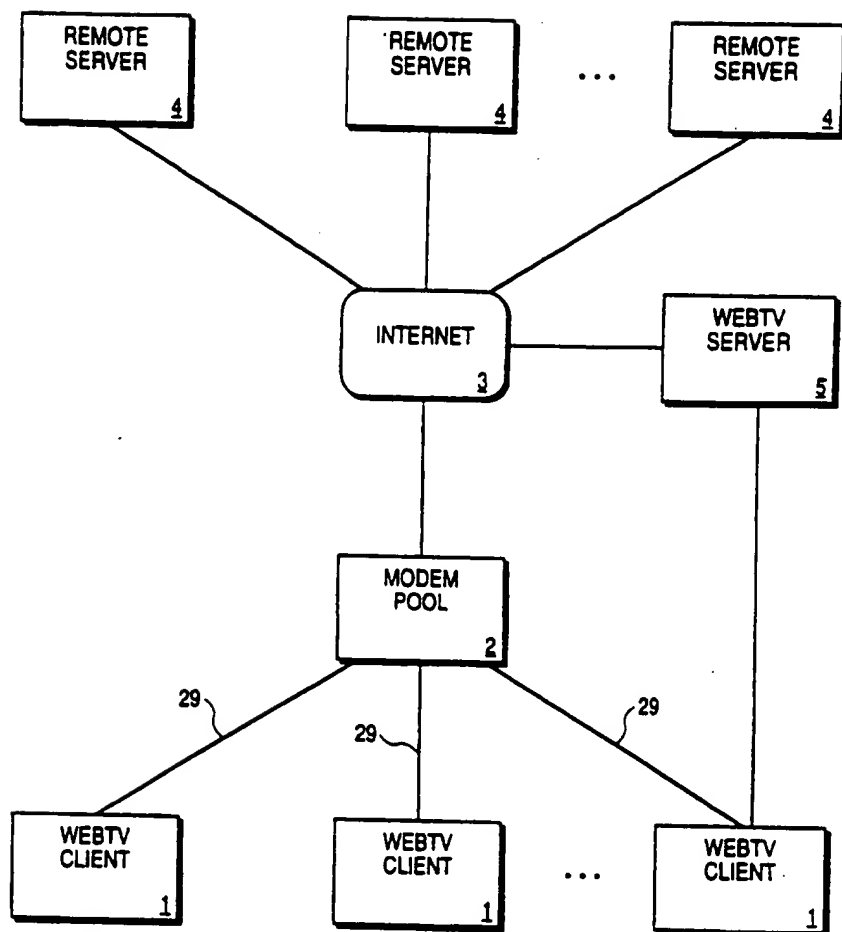 REMOTE
SERVER
4
REMOTE
SERVER
4
...
REMOTE
SERVER
4
INTERNET
3
WEBTV
SERVER
5
MODEM
POOL
2
29
29
29
WEBTV
CLIENT
1
WEBTV
CLIENT
1
...
WEBTV
CLIENT
1